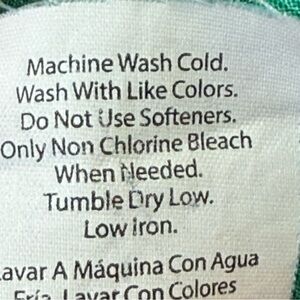 Machine Wash Cold.
Wash With Like Colors.
Do Not Use Softeners.
Only Non Chlorine Bleach
When Needed.
Tumble Dry Low.
Low Iron.
Lavar A Máquina Con Agua
Fría. Lavar Con Colores